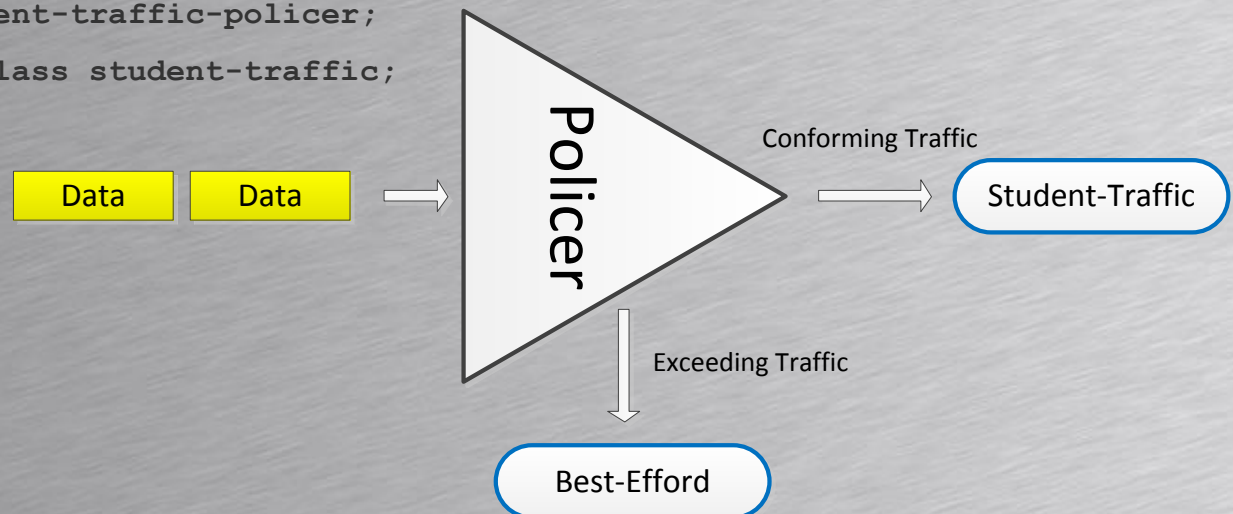 ent-traffic-policer;
lass student-traffic;
Policer
Conforming Traffic
Data
Data
Student-Traffic
Exceeding Traffic
Best-Efford